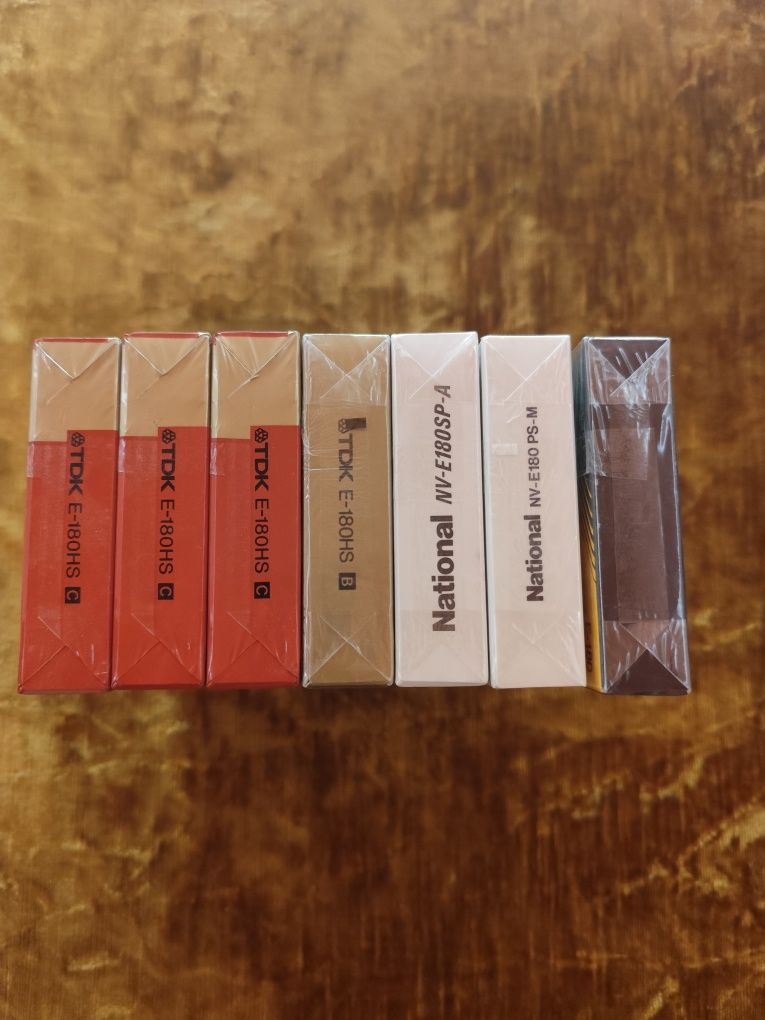 TDK E-180HS C
TDK E-180HS C
TDK E-180HS C
TDK E-180HS B
National NV-E180SP-A
National NV-E180 PS-M